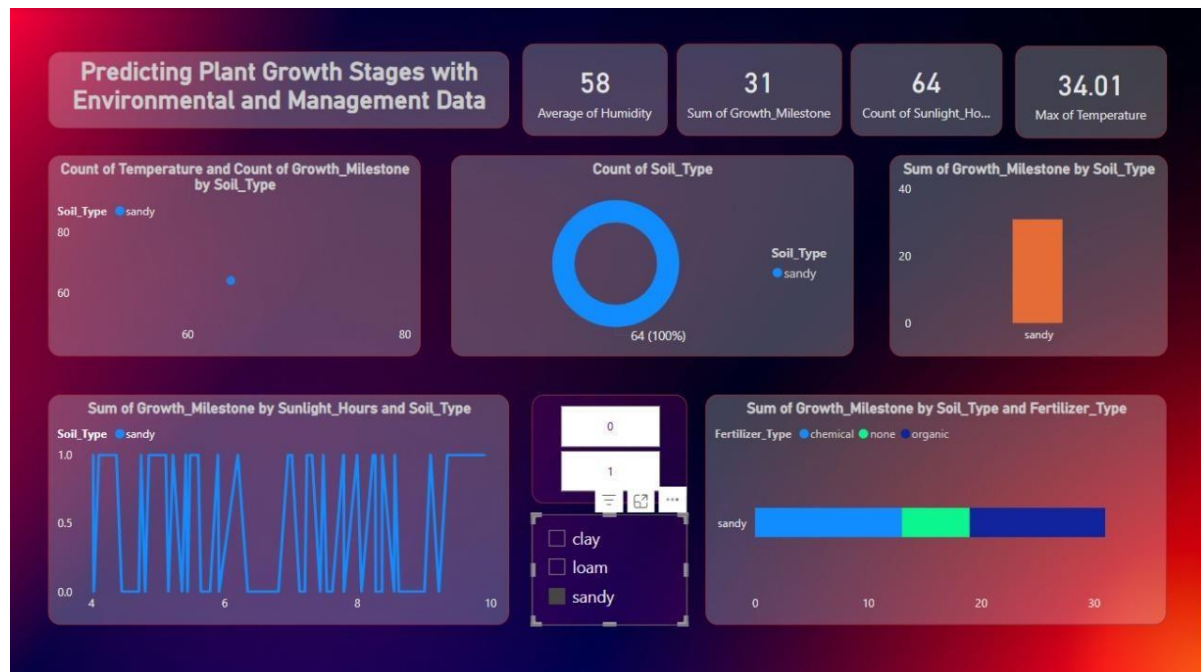 Predicting Plant Growth Stages with
Environmental and Management Data
58
Average of Humidity
31
Sum of Growth_Milestone
64
Count of Sunlight_Ho...
34.01
Max of Temperature
Count of Temperature and Count of Growth_Milestone
by Soil_Type
Soil_Type sandy
80
60
60 80
Count of Soil_Type
Soil_Type
sandy
64 (100%)
Sum of Growth_Milestone by Soil_Type
40
20
0
sandy
Sum of Growth_Milestone by Sunlight_Hours and Soil_Type
Soil_Type sandy
1.0
0.5
0.0
4 6 8 10
0
1
clay
loam
sandy
Sum of Growth_Milestone by Soil_Type and Fertilizer_Type
Fertilizer_Type chemical none organic
sandy
0 10 20 30